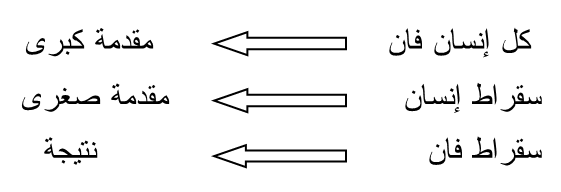 كل إنسان فان مقدمة كبرى
سقراط إنسان مقدمة صغرى
سقراط فان نتيجة